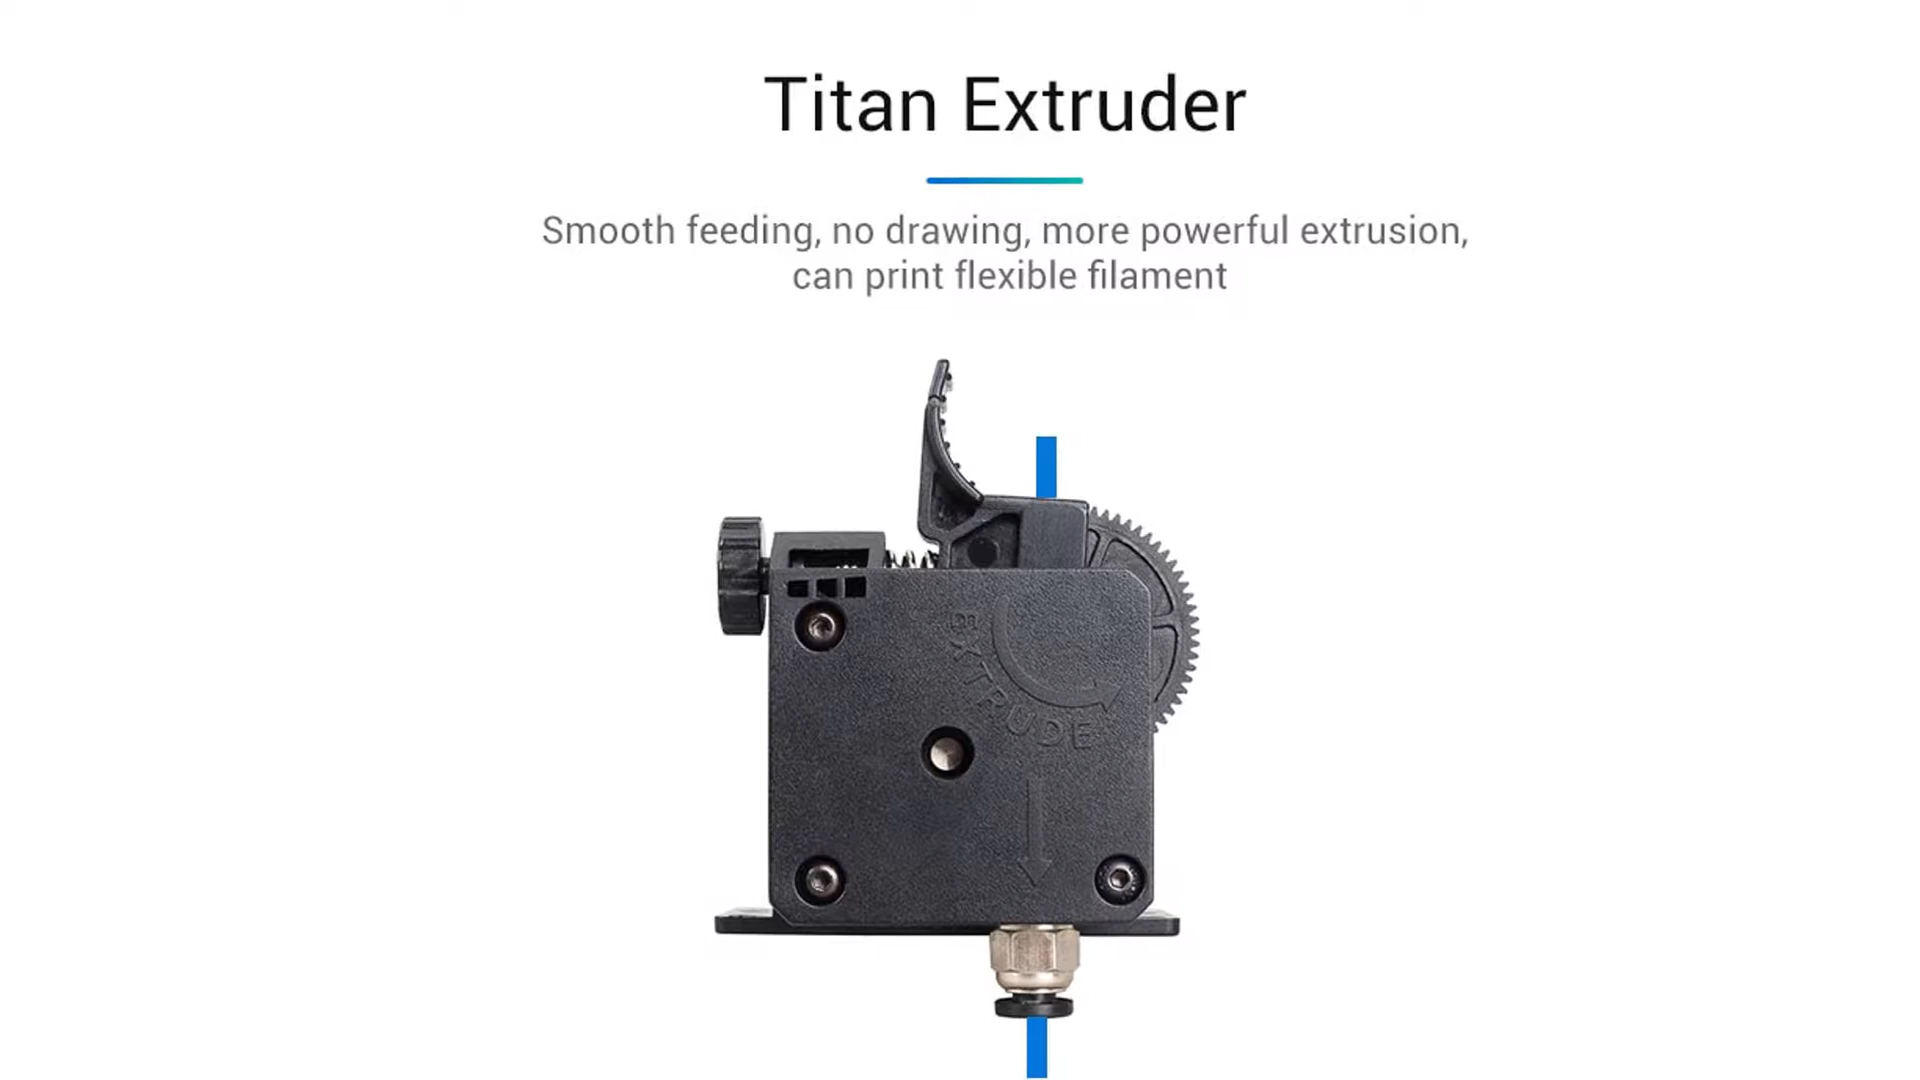 Titan Extruder
Smooth feeding, no drawing, more powerful extrusion,
can print flexible filament
EXTRUDE